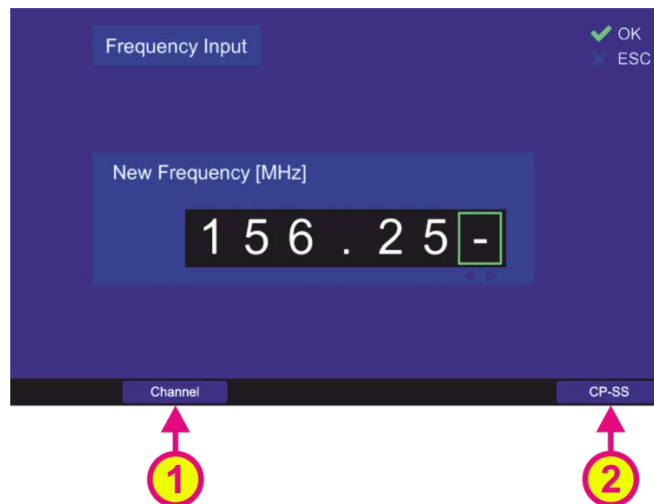 Frequency Input
OK
ESC
New Frequency [MHz]
156.25-
Channel
CP-SS
1
2